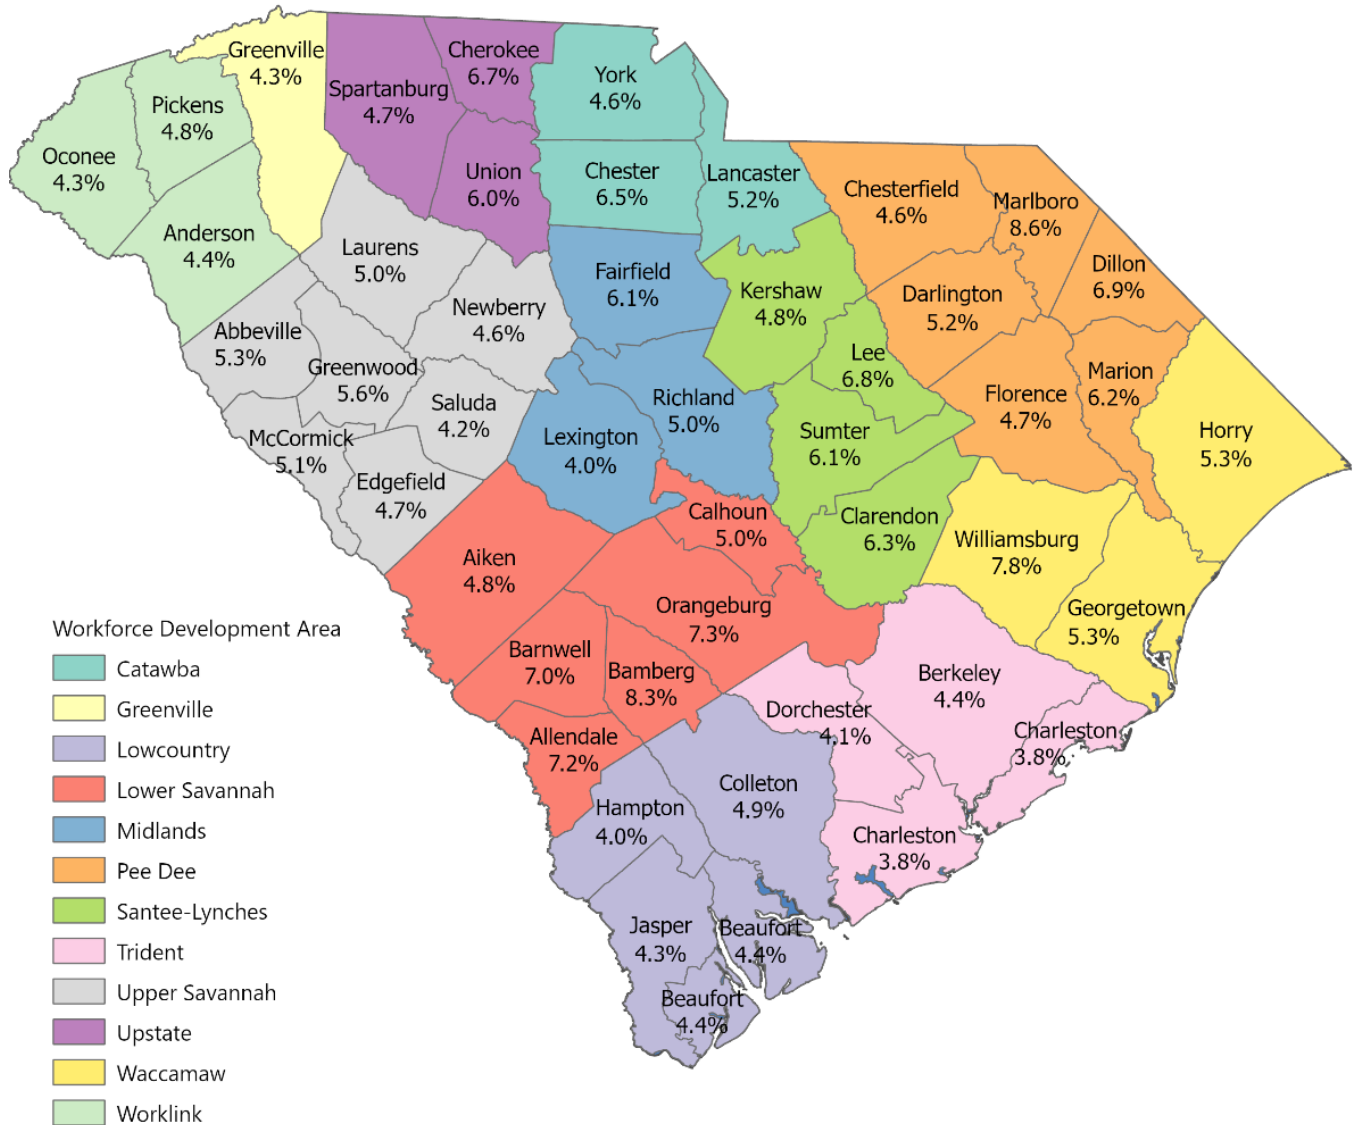 Greenville
4.3%
Cherokee
6.7%
Spartanburg
4.7%
York
4.6%
Pickens
4.8%
Oconee
4.3%
Union
6.0%
Chester
6.5%
Lancaster
5.2%
Chesterfield
4.6%
Marlboro
8.6%
Anderson
4.4%
Laurens
5.0%
Fairfield
6.1%
Kershaw
4.8%
Darlington
5.2%
Dillon
6.9%
Newberry
4.6%
Abbeville
5.3%
Greenwood
5.6%
Lee
6.8%
Marion
6.2%
Saluda
4.2%
Richland
5.0%
Florence
4.7%
McCormick
5.1%
Lexington
4.0%
Sumter
6.1%
Horry
5.3%
Edgefield
4.7%
Calhoun
5.0%
Clarendon
6.3%
Williamsburg
7.8%
Aiken
4.8%
Orangeburg
7.3%
Georgetown
5.3%
Barnwell
7.0%
Bamberg
8.3%
Berkeley
4.4%
Dorchester
4.1%
Charleston
3.8%
Allendale
7.2%
Colleton
4.9%
Hampton
4.0%
Charleston
3.8%
Jasper
4.3%
Beaufort
4.4%
Beaufort
4.4%
Workforce Development Area
Catawba
Greenville
Lowcountry
Lower Savannah
Midlands
Pee Dee
Santee-Lynches
Trident
Upper Savannah
Upstate
Waccamaw
Worklink